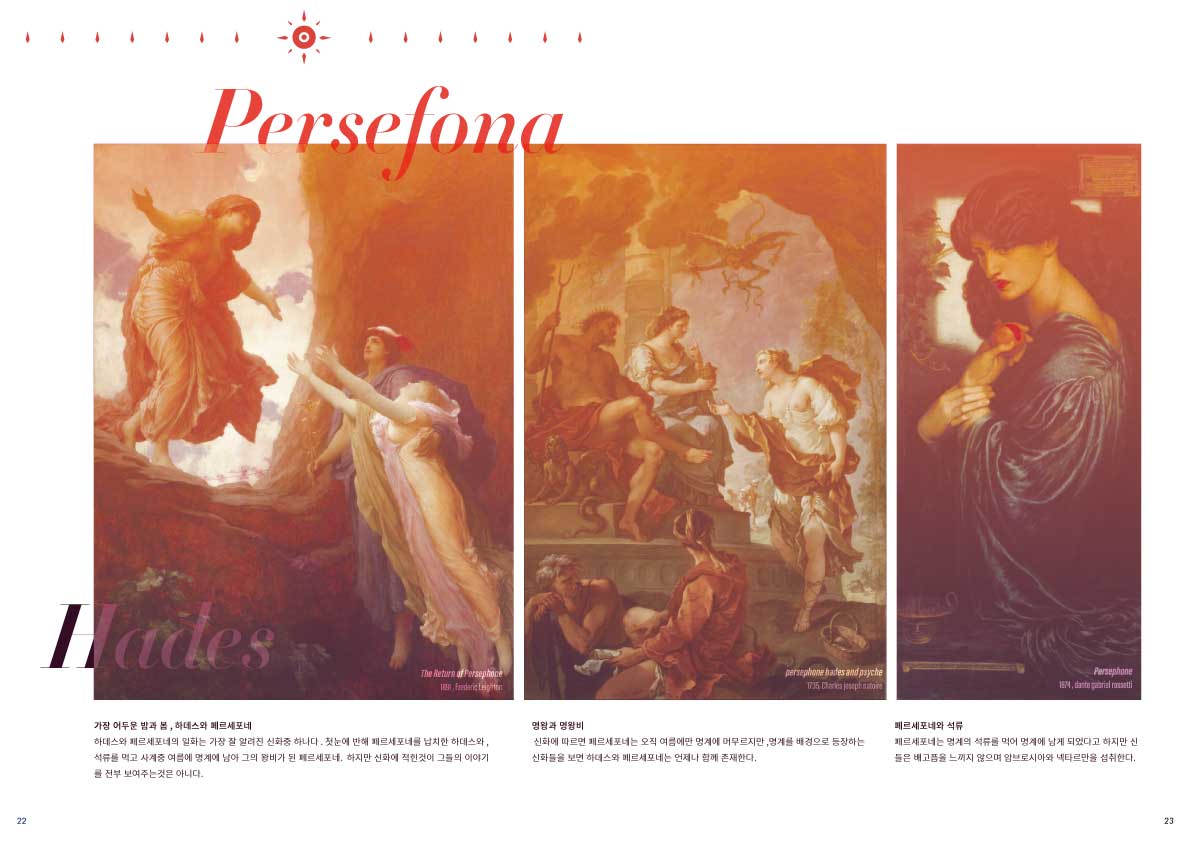 Persefona
Hades
The Return of Persephone
1891 , Frederic Leighton
persephone hades and psyche
1735, Charles joseph natoire
Persephone
1874 , dante gabriel rossetti
가장 어두운 밤과 봄 , 하데스와 페르세포네
하데스와 페르세포네의 일화는 가장 잘 알려진 신화중 하나다 . 첫눈에 반해 페르세포네를 납치한 하데스와 ,
석류를 먹고 사계중 여름에 명계에 남아 그의 왕비가 된 페르세포네. 하지만 신화에 적힌것이 그들의 이야기
를 전부 보여주는것은 아니다.
명왕과 명왕비
신화에 따르면 페르세포네는 오직 여름에만 명계에 머무르지만 ,명계를 배경으로 등장하는
신화들을 보면 하데스와 페르세포네는 언제나 함께 존재한다.
페르세포네와 석류
페르세포네는 명계의 석류를 먹어 명계에 남게 되었다고 하지만 신
들은 배고픔을 느끼지 않으며 암브로시아와 넥타르만을 섭취한다.
22
23